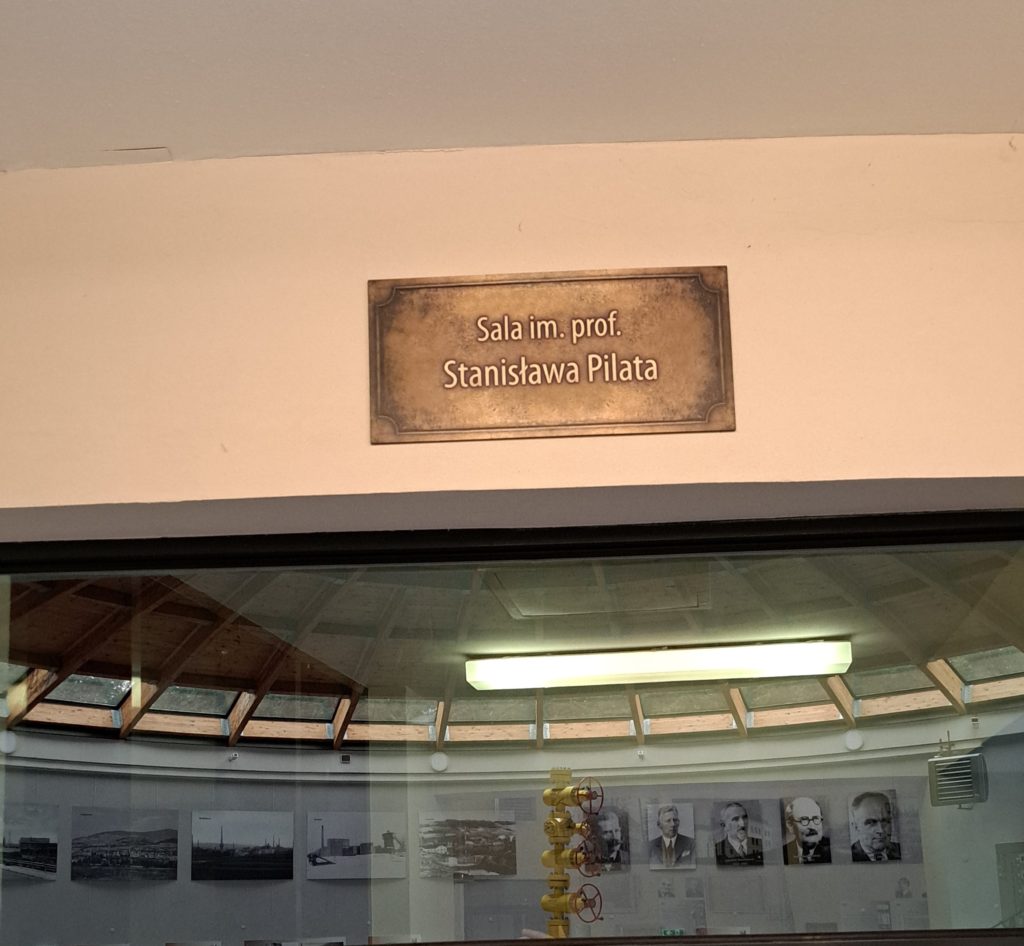 Sala im. prof.
Stanisława Pilata